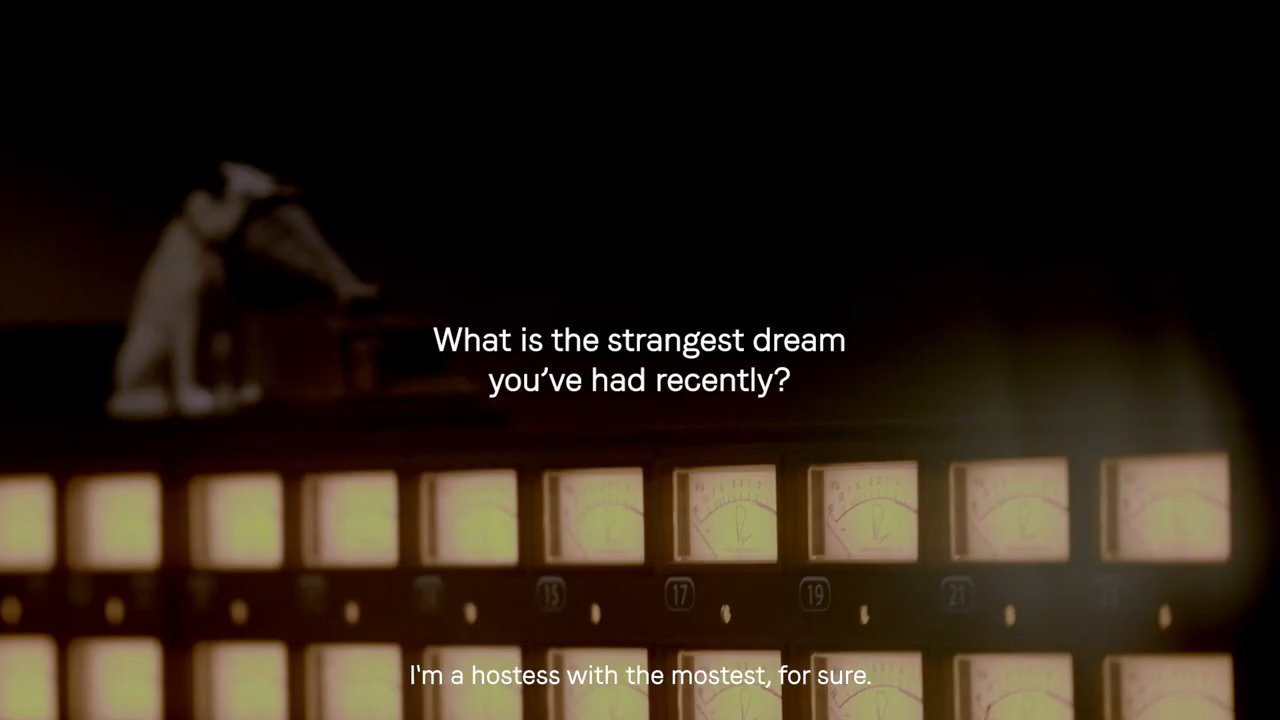 What is the strangest dream
you’ve had recently?
15
17
19
21
I'm a hostess with the mostest, for sure.